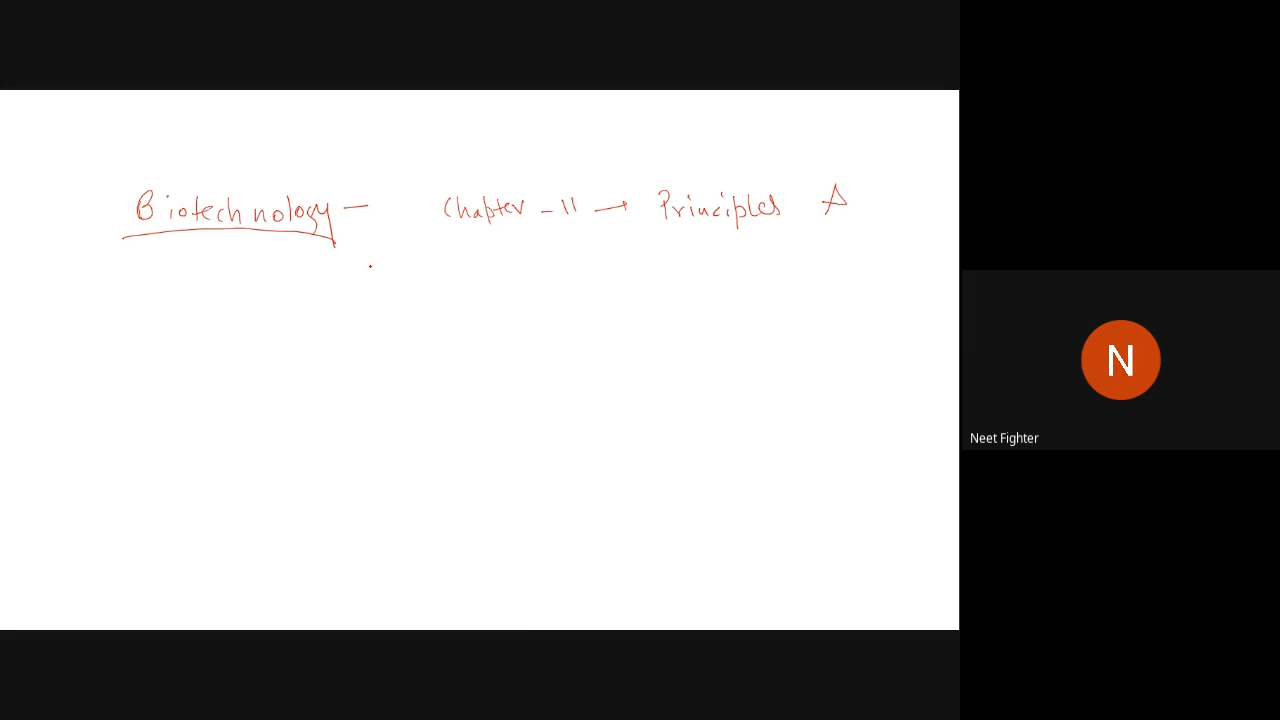 Biotechnology – Chapter – 11 → Principles
N
Neet Fighter